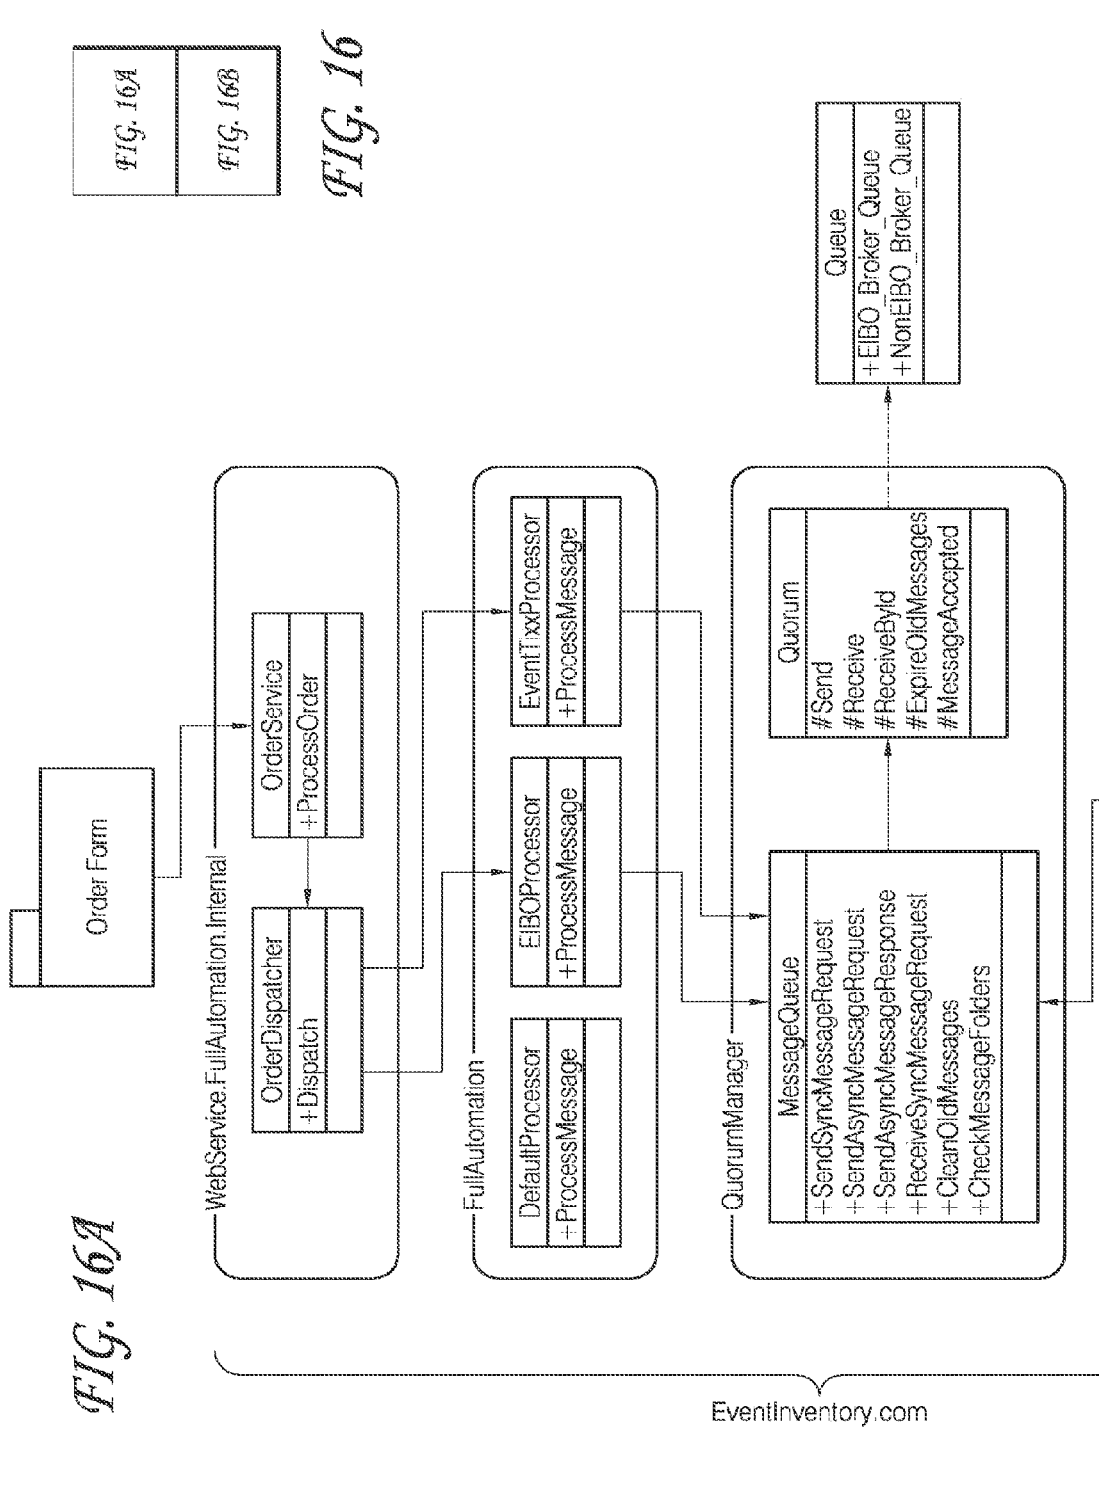 FIG. 16A
FIG. 16A
FIG. 16B
FIG. 16
Order Form
WebService.FullAutomation.Internal
OrderDispatcher
+Dispatch
OrderService
+ProcessOrder
FullAutomation
DefaultProcessor
+ProcessMessage
EIBOProcessor
+ProcessMessage
EventTixxProcessor
+ProcessMessage
QuorumManager
MessageQueue
+SendSyncMessageRequest
+SendAsyncMessageRequest
+SendAsyncMessageResponse
+ReceiveSyncMessageRequest
+CleanOldMessages
+CheckMessageFolders
Quorum
#Send
#Receive
#ReceiveById
#ExpireOldMessages
#MessageAccepted
Queue
+EIBO_Broker_Queue
+NonEIBO_Broker_Queue
EventInventory.com